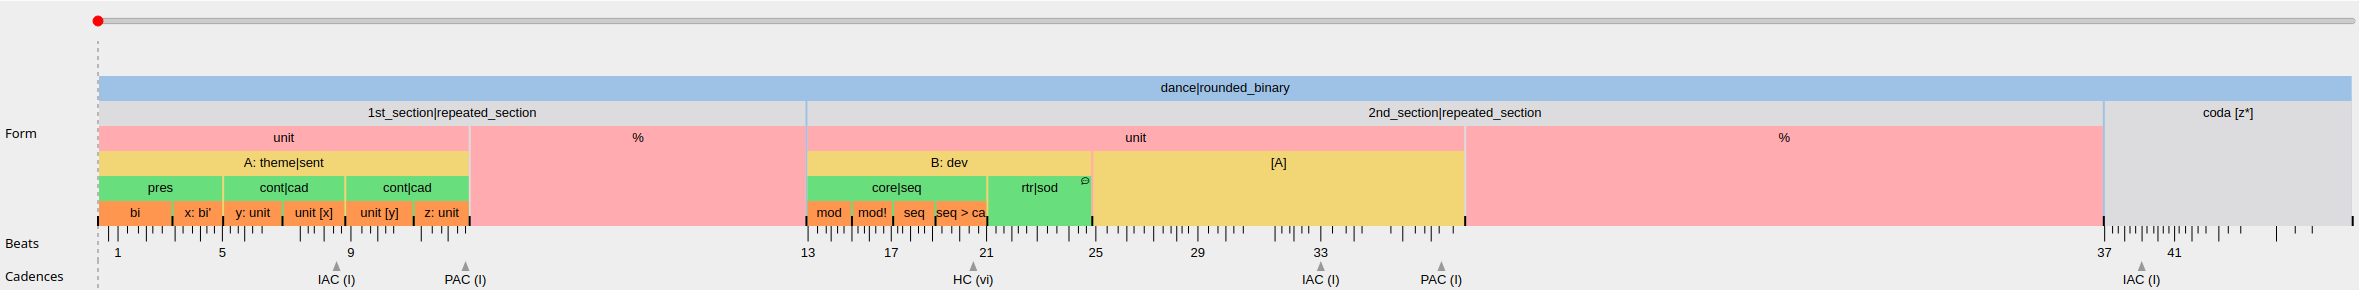 dance|rounded_binary
1st_section|repeated_section 2nd_section|repeated_section coda [z*]
Form
unit % unit %
A: theme|sent B: dev [A]
pres cont|cad cont|cad core|seq rtr|sod
bi x: bi' y: unit unit [x] unit [y] z: unit mod mod! seq seq > ca
Beats
1 5 9 13 17 21 25 29 33 37 41
Cadences
IAC (I) PAC (I) HC (vi) IAC (I) PAC (I) IAC (I)